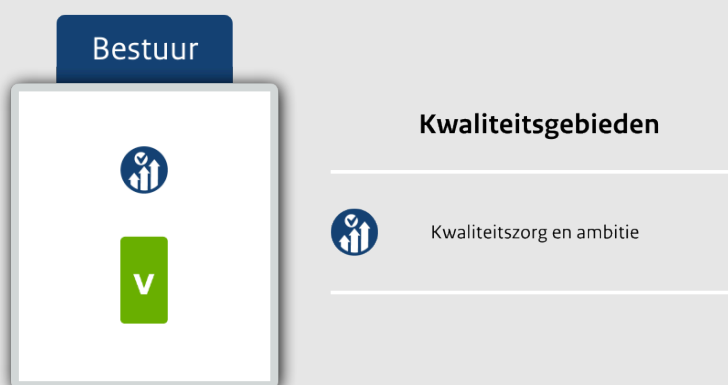 Bestuur
V
Kwaliteitsgebieden
Kwaliteitszorg en ambitie